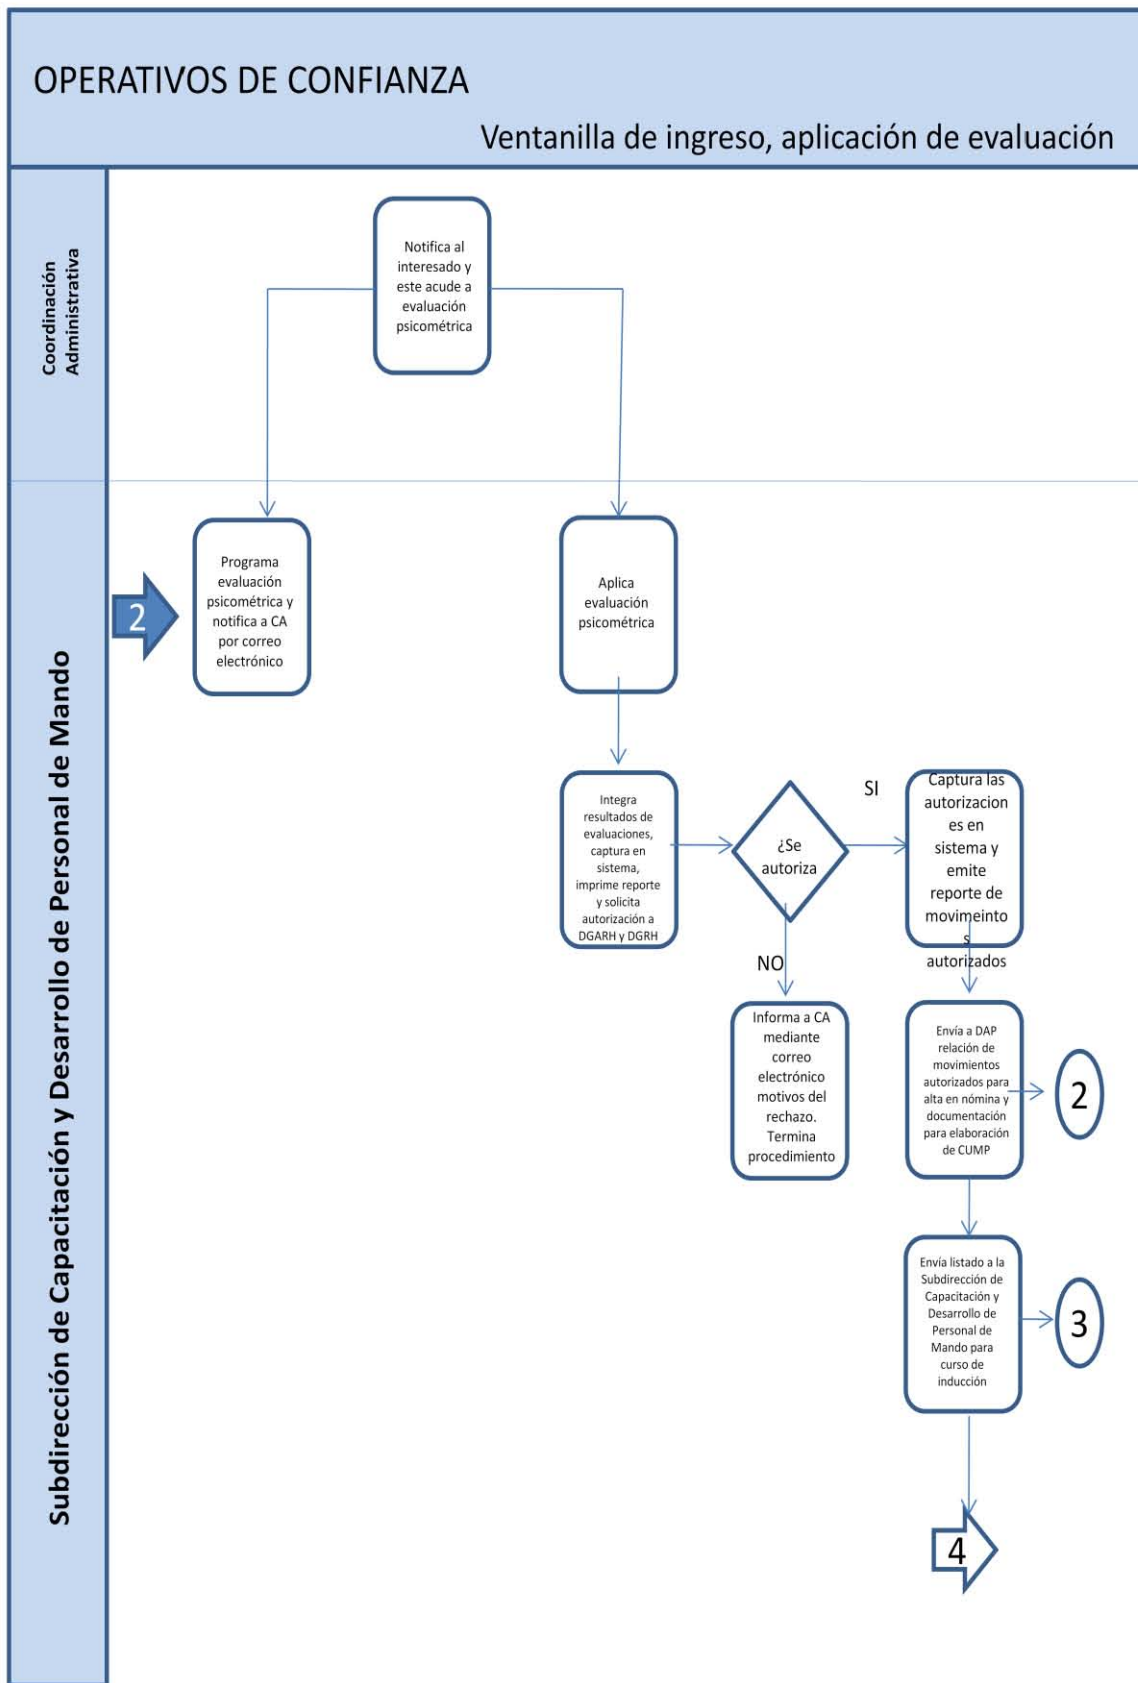 OPERATIVOS DE CONFIANZA
Ventanilla de ingreso, aplicación de evaluación
Coordinación
Administrativa
Notifica al
interesado y
este acude a
evaluación
psicométrica
Subdirección de Capacitación y Desarrollo de Personal de Mando
2
Programa
evaluación
psicométrica y
notifica a CA
por correo
electrónico
Aplica
evaluación
psicométrica
Integra
resultados de
evaluaciones,
captura en
sistema,
imprime reporte
y solicita
autorización a
DGARH y DGRH
¿Se
autoriza
SI
Captura las
autorizacion
es en
sistema y
emite
reporte de
movimeinto
s
autorizados
NO
Informa a CA
mediante
correo
electrónico
motivos del
rechazo.
Termina
procedimiento
Envía a DAP
relación de
movimientos
autorizados para
alta en nómina y
documentación
para elaboración
de CUMP
2
Envía listado a la
Subdirección de
Capacitación y
Desarrollo de
Personal de
Mando para
curso de
inducción
3
4